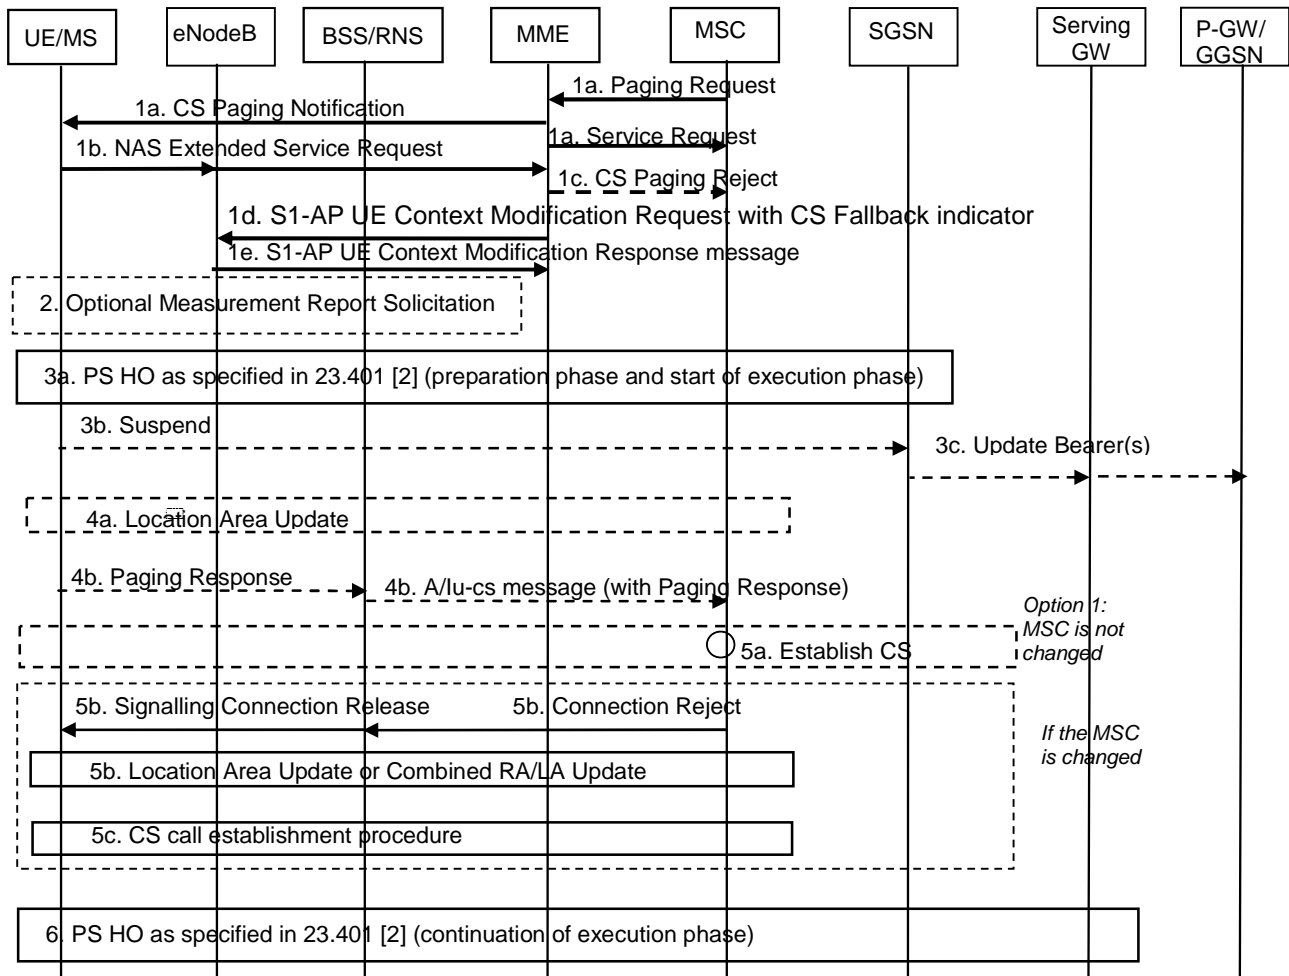 UE/MS
eNodeB
BSS/RNS
MME
MSC
SGSN
Serving
GW
P-GW/
GGSN
1a. Paging Request
1a. CS Paging Notification
1a. Service Request
1b. NAS Extended Service Request
1c. CS Paging Reject
1d. S1-AP UE Context Modification Request with CS Fallback indicator
1e. S1-AP UE Context Modification Response message
2. Optional Measurement Report Solicitation
3a. PS HO as specified in 23.401 [2] (preparation phase and start of execution phase)
3b. Suspend
3c. Update Bearer(s)
4a. Location Area Update
4b. Paging Response
4b. A/Iu-cs message (with Paging Response)
Option 1:
MSC is not
changed
5a. Establish CS
5b. Signalling Connection Release
5b. Connection Reject
If the MSC
is changed
5b. Location Area Update or Combined RA/LA Update
5c. CS call establishment procedure
6. PS HO as specified in 23.401 [2] (continuation of execution phase)